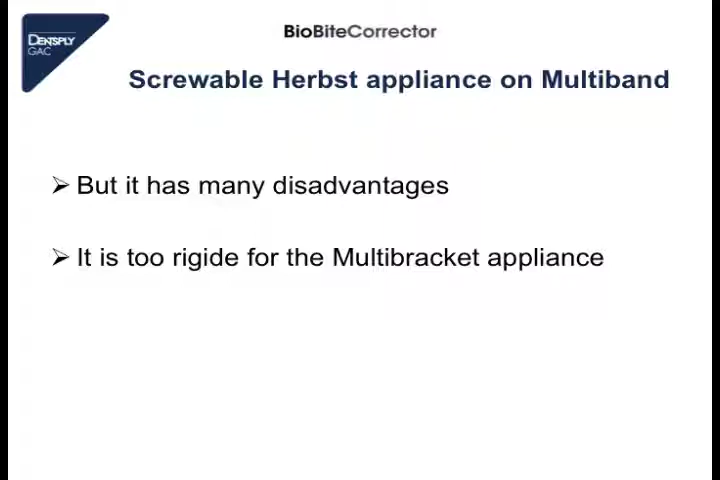 DENTSPLY
GAC
BioBiteCorrector
Screwable Herbst appliance on Multiband
➢ But it has many disadvantages
➢ It is too rigide for the Multibracket appliance